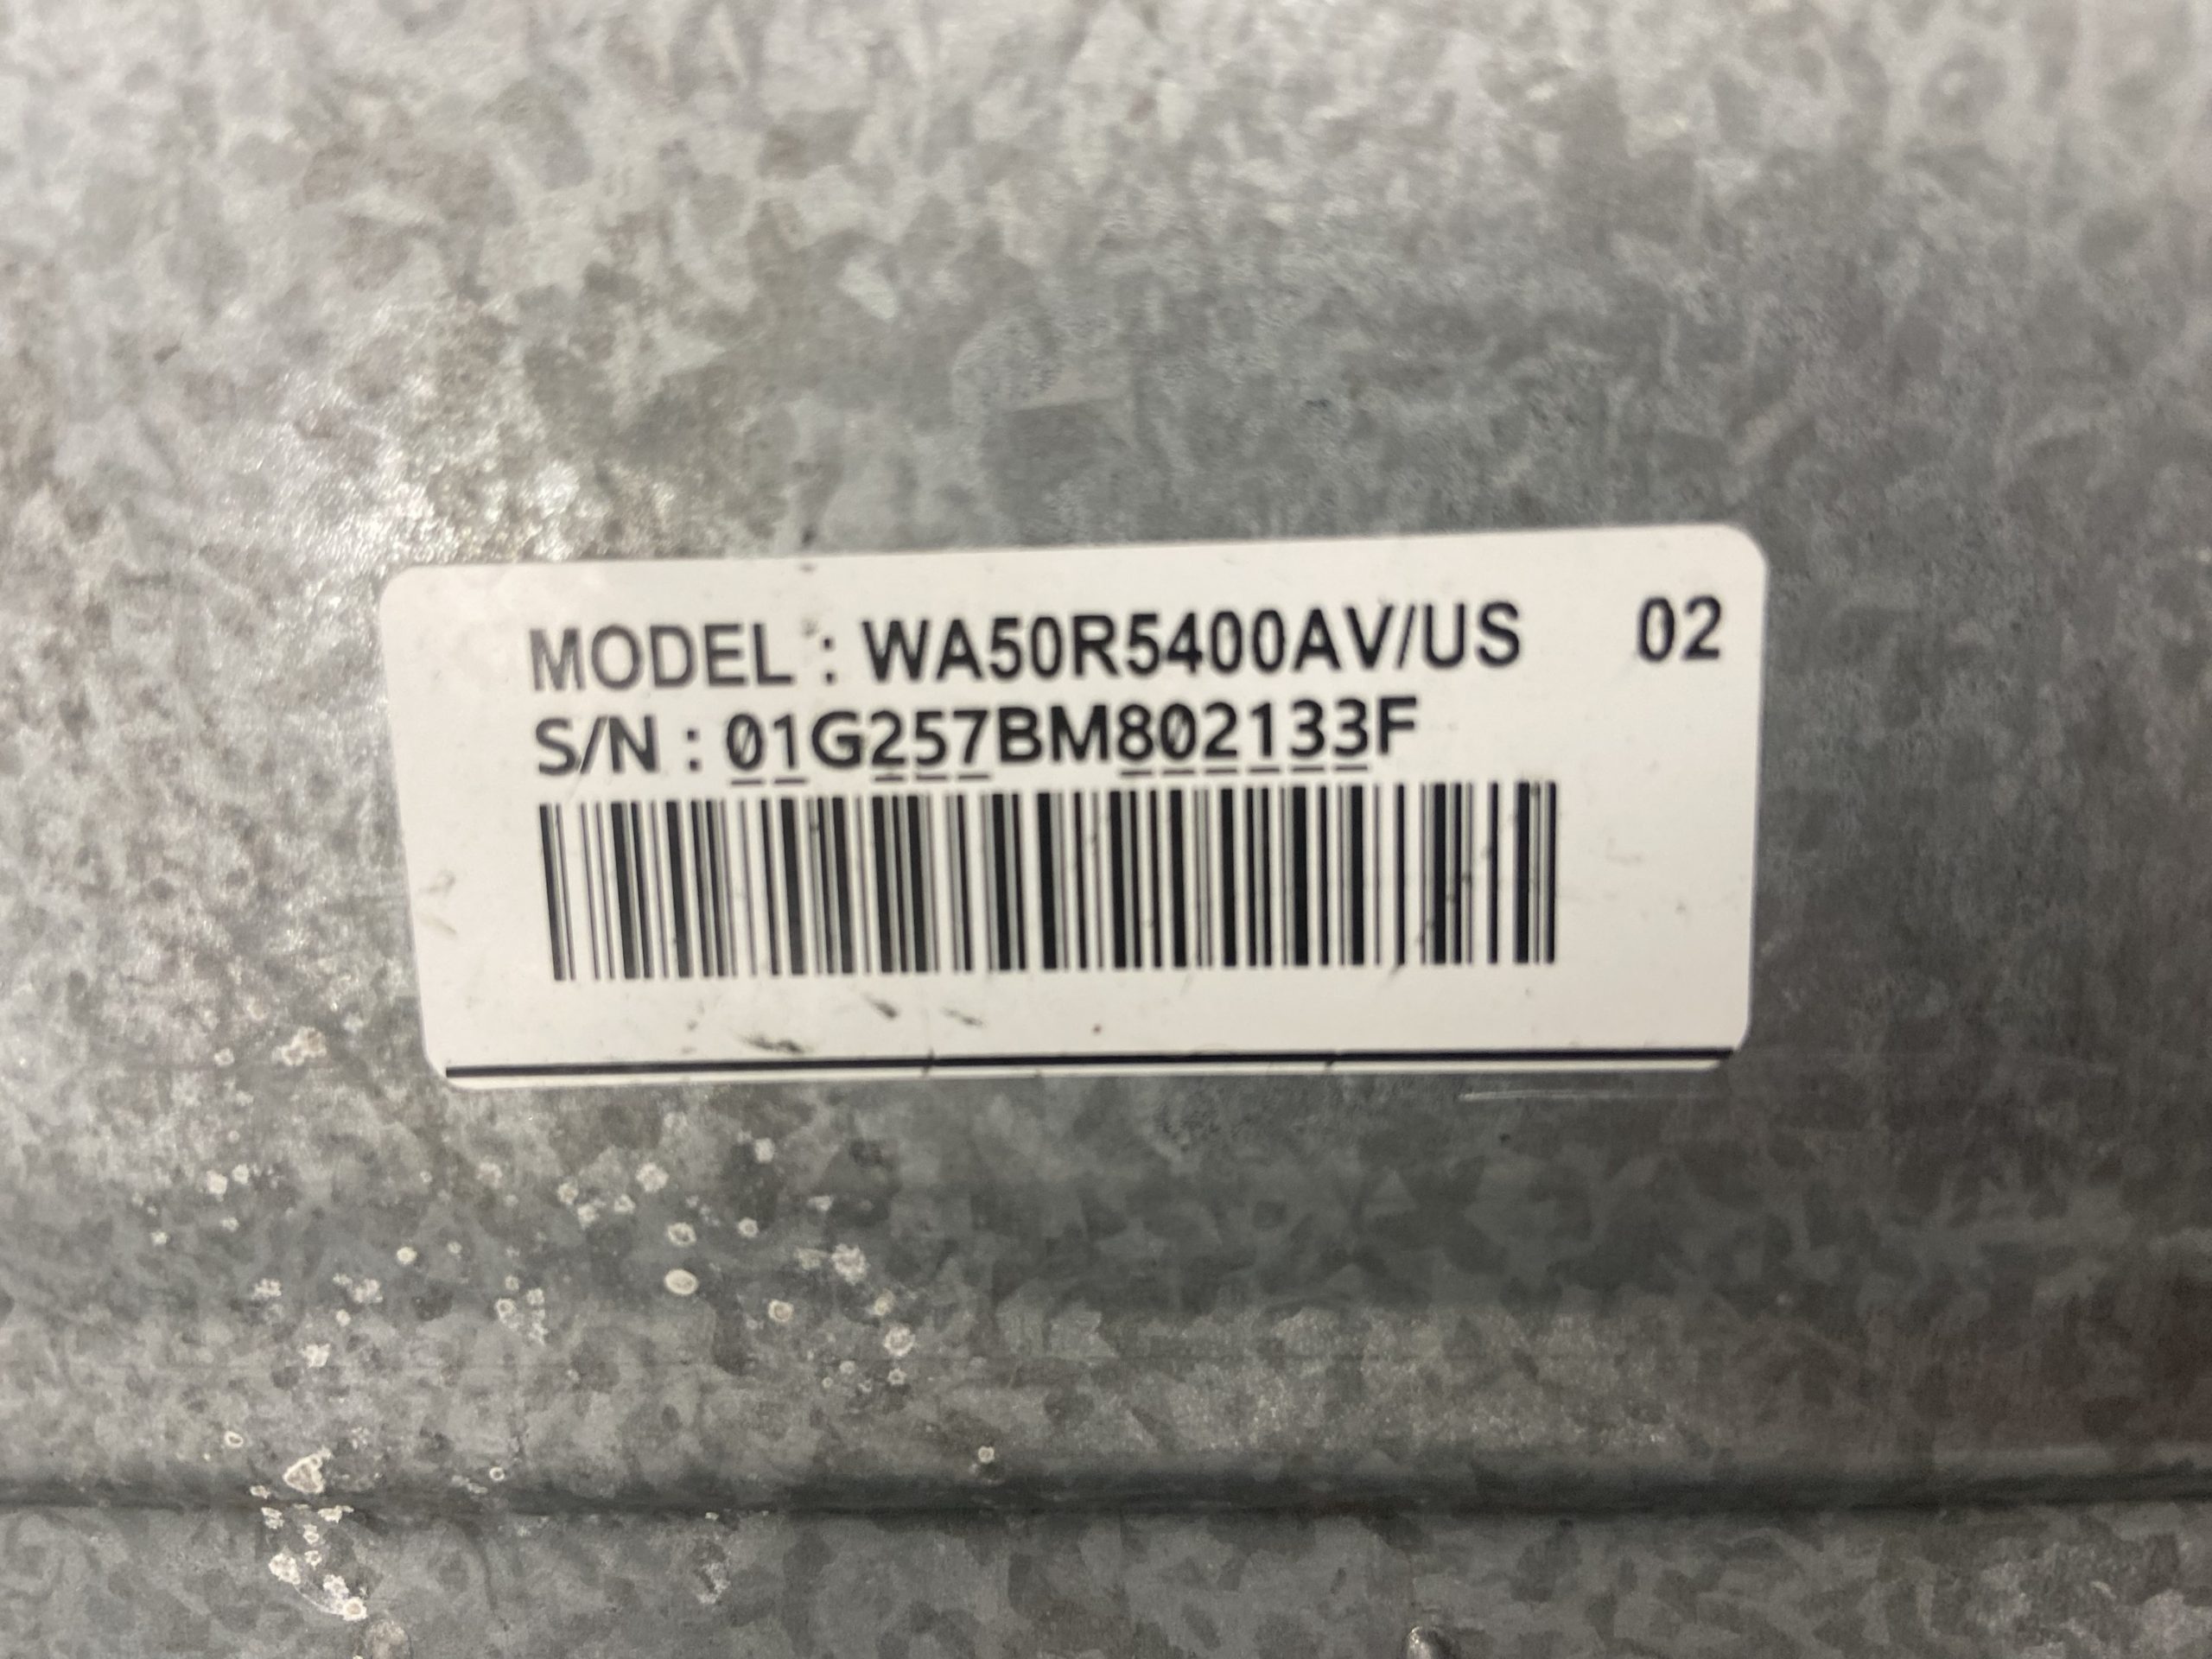 MODEL : WA50R5400AV/US 02
S/N : 01G257BM802133F